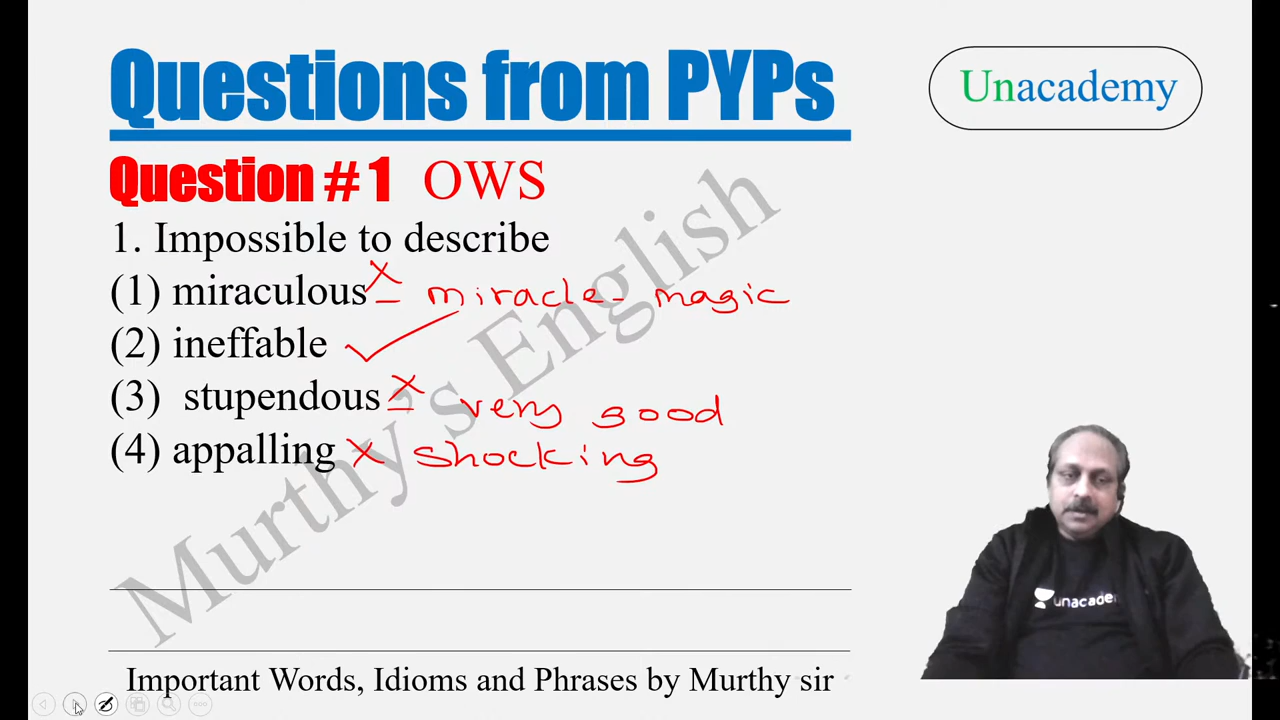 Questions from PYPs
Unacademy
Question # 1 OWS
1. Impossible to describe
(1) miraculous x - miracle - magic
(2) ineffable ✓
(3) stupendous x - very good
(4) appalling x shocking
Murthy's English
unacademy
Important Words, Idioms and Phrases by Murthy sir